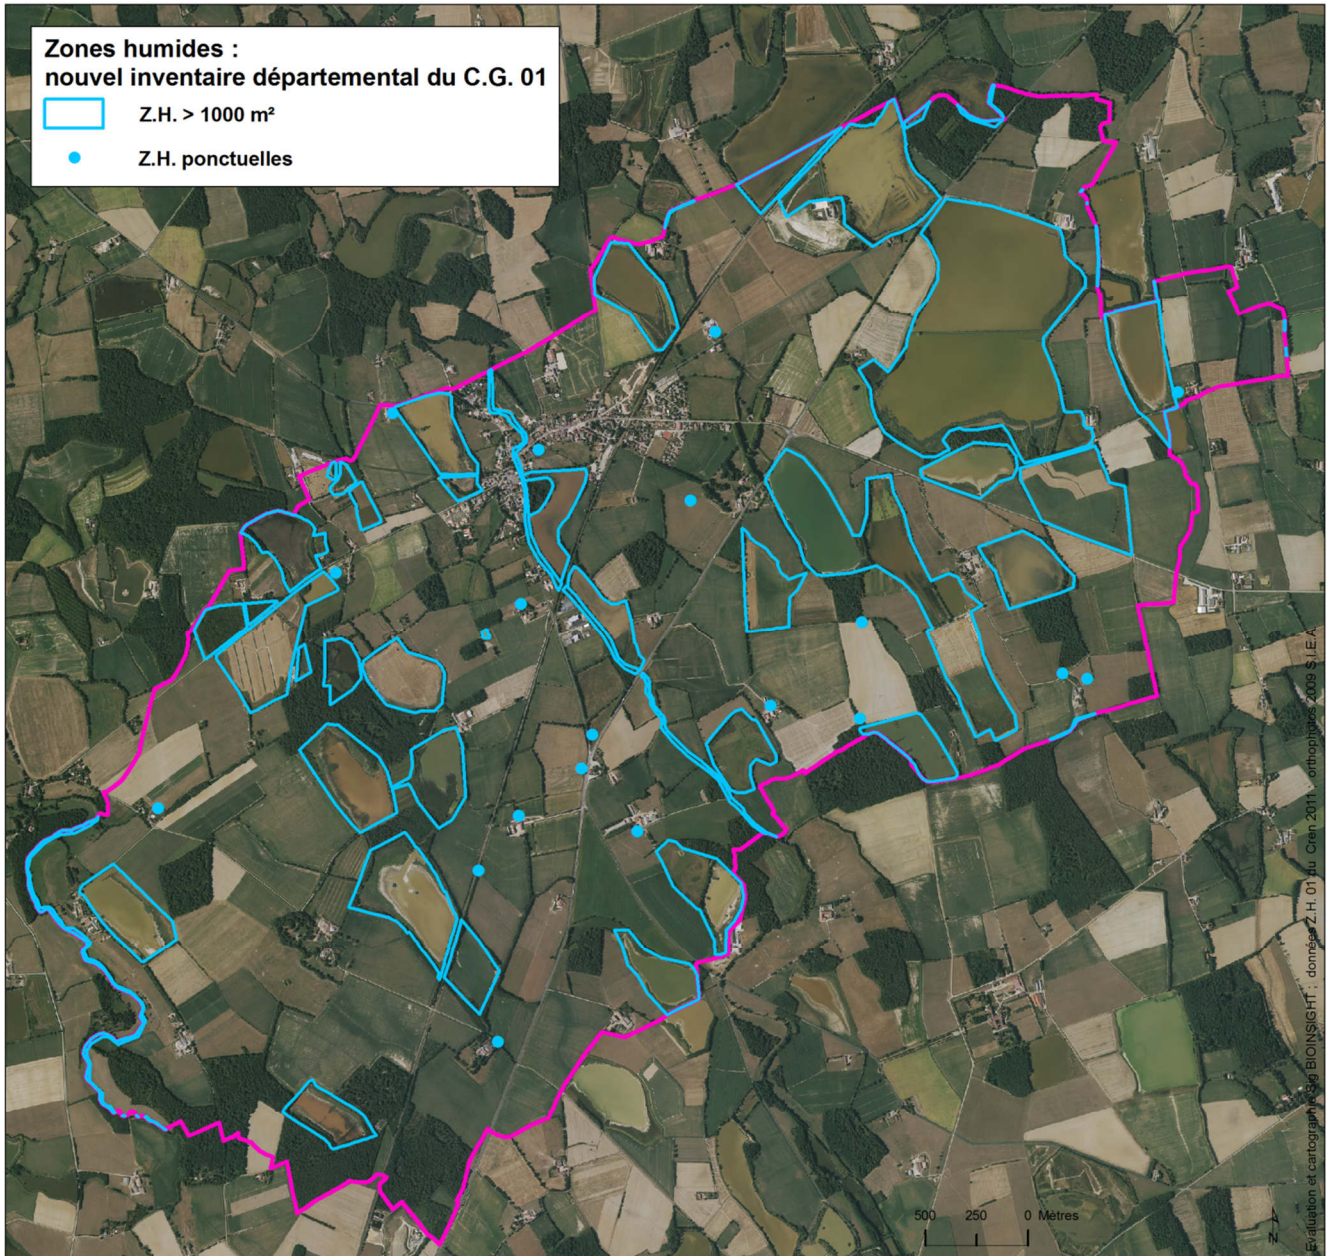 Zones humides :
nouvel inventaire départemental du C.G. 01
Z.H. > 1000 m²
Z.H. ponctuelles
500 250 0 Mètres
N
Evaluation et cartographie Sig BIOINSIGHT ; données Z.H. 01 du Cren 2011 ; orthophotos 2009 S.I.E.A